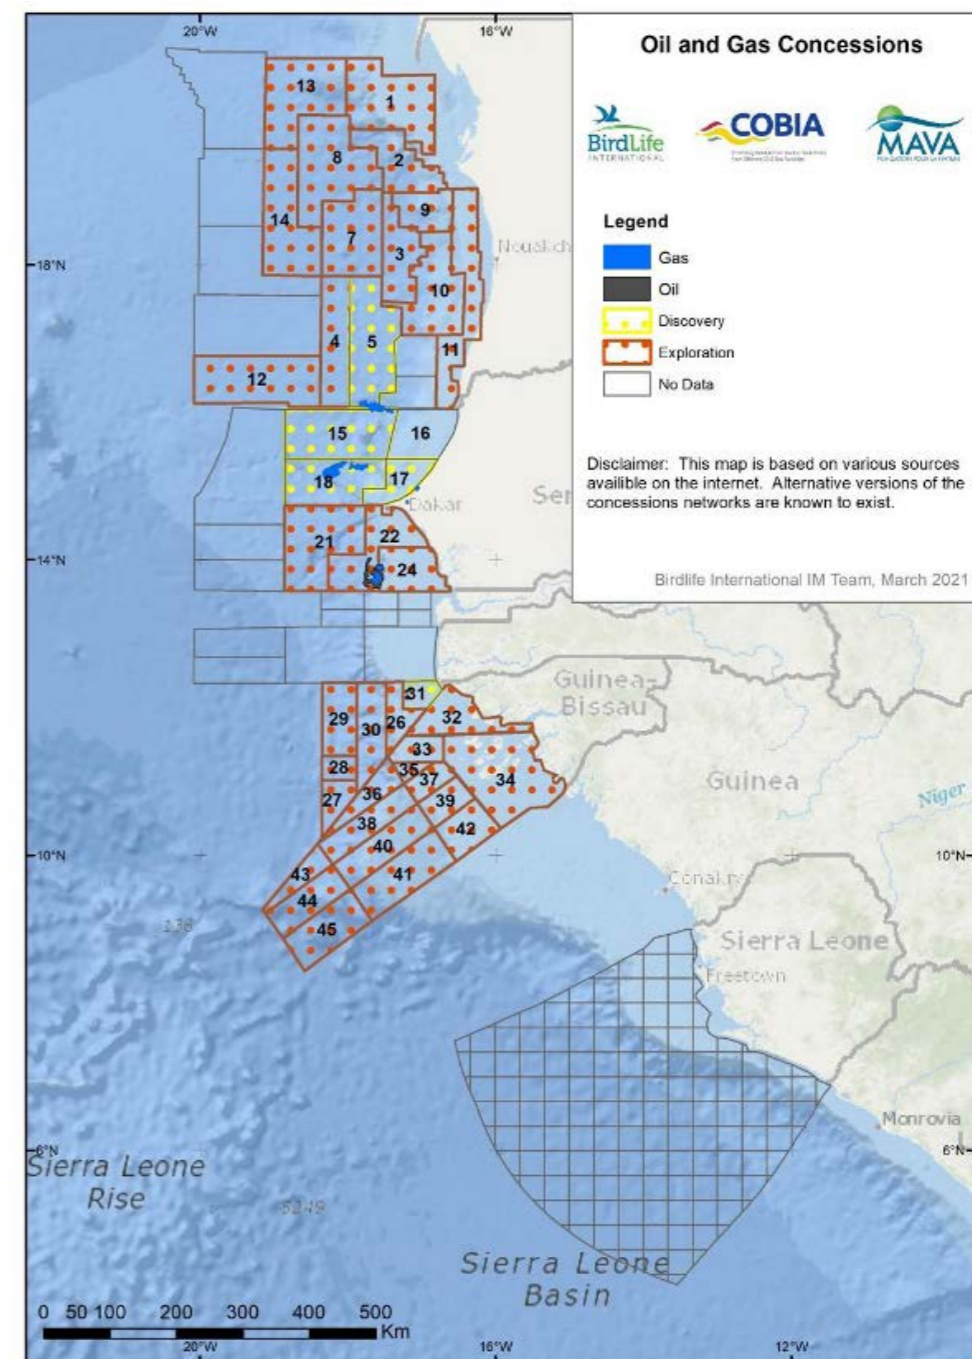 20°W
16°W
Oil and Gas Concessions
BirdLife
INTERNATIONAL
COBIA
MAVA
Legend
Gas
Oil
Discovery
Exploration
No Data
Disclaimer: This map is based on various sources
availible on the internet. Alternative versions of the
concessions networks are known to exist.
Birdlife International IM Team, March 2021
13
1
8
2
14
9
7
3
18°N
Nouakch
10
4
5
11
12
15
16
18
17
Dakar
Sen
21
22
14°N
24
31
Guinea-
Bissau
29
30
26
32
33
28
35
37
34
Guinea
27
36
39
Niger
38
42
40
10°N
10°N
43
41
Conakry
44
45
Sierra Leone
Freetown
Monrovia
6°N
6°N
Sierra Leone
Rise
5249
Sierra Leone
Basin
0 50 100 200 300 400 500
Km
20°W
16°W
12°W